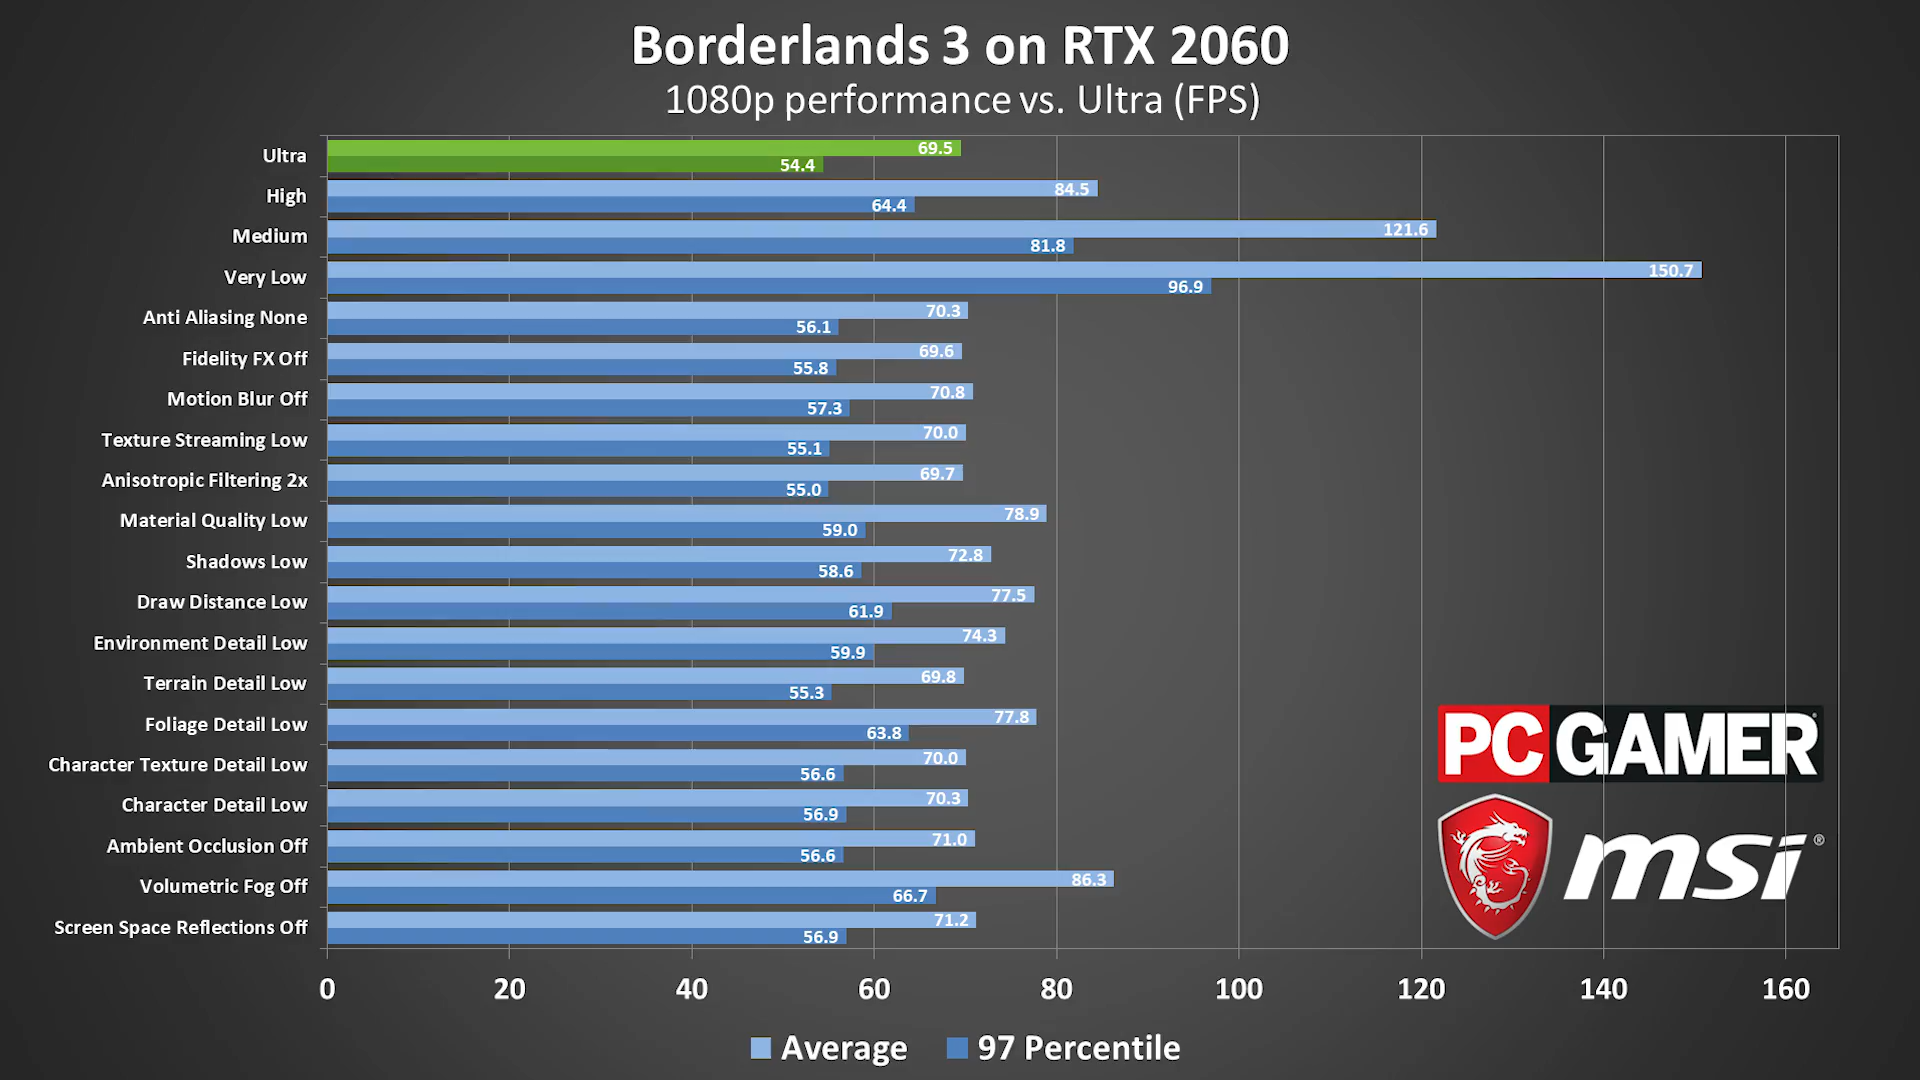 Borderlands 3 on RTX 2060
1080p performance vs. Ultra (FPS)
Ultra 69.5 54.4
High 84.5 64.4
Medium 121.6 81.8
Very Low 150.7 96.9
Anti Aliasing None 70.3 56.1
Fidelity FX Off 69.6 55.8
Motion Blur Off 70.8 57.3
Texture Streaming Low 70.0 55.1
Anisotropic Filtering 2x 69.7 55.0
Material Quality Low 78.9 59.0
Shadows Low 72.8 58.6
Draw Distance Low 77.5 61.9
Environment Detail Low 74.3 59.9
Terrain Detail Low 69.8 55.3
Foliage Detail Low 77.8 63.8
Character Texture Detail Low 70.0 56.6
Character Detail Low 70.3 56.9
Ambient Occlusion Off 71.0 56.6
Volumetric Fog Off 86.3 66.7
Screen Space Reflections Off 71.2 56.9
PC GAMER
msi®
0 20 40 60 80 100 120 140 160
Average 97 Percentile